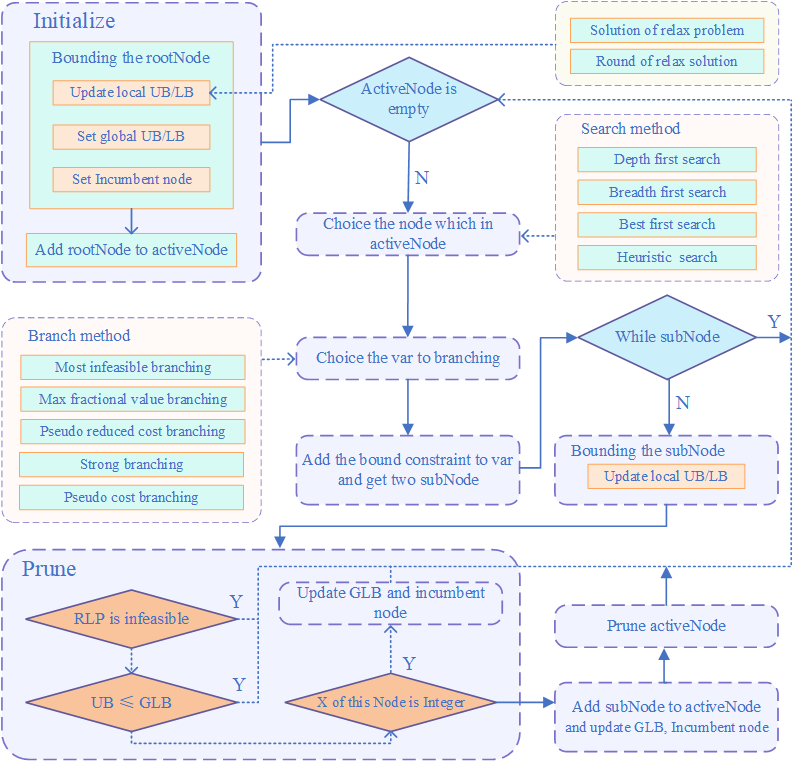 Initialize
Bounding the rootNode
Update local UB/LB
Set global UB/LB
Set Incumbent node
Add rootNode to activeNode
Solution of relax problem
Round of relax solution
ActiveNode is
empty
N
Search method
Depth first search
Breadth first search
Best first search
Heuristic search
Choice the node which in
activeNode
Branch method
Most infeasible branching
Max fractional value branching
Pseudo reduced cost branching
Strong branching
Pseudo cost branching
Choice the var to branching
While subNode
Y
N
Add the bound constraint to var
and get two subNode
Bounding the subNode
Update local UB/LB
Prune
RLP is infeasible
Y
UB ≤ GLB
Y
Update GLB and incumbent
node
Y
X of this Node is Integer
Prune activeNode
Add subNode to activeNode
and update GLB, Incumbent node